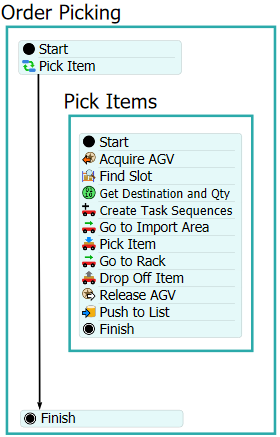 Order Picking
Start
Pick Item
Pick Items
Start
Acquire AGV
Find Slot
Get Destination and Qty
Create Task Sequences
Go to Import Area
Pick Item
Go to Rack
Drop Off Item
Release AGV
Push to List
Finish
Finish